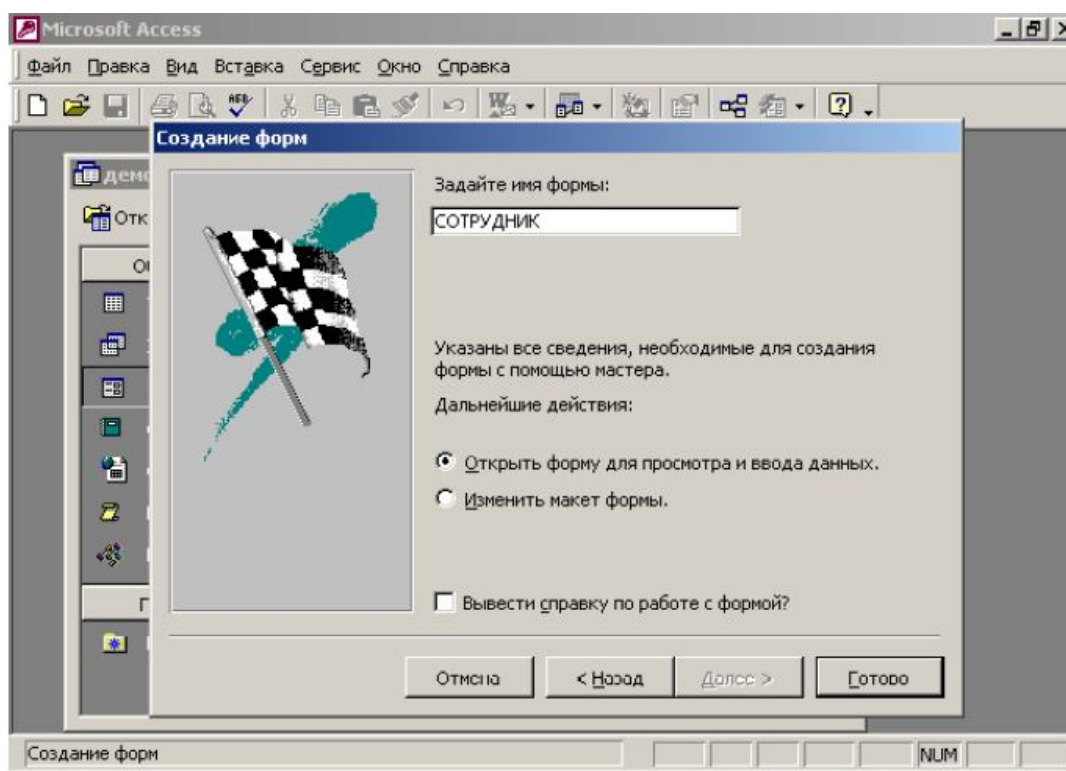 Microsoft Access
Файл Правка Вид Вставка Сервис Окно Справка
Создание форм
демо
Отк
Задайте имя формы:
СОТРУДНИК
Указаны все сведения, необходимые для создания
формы с помощью мастера.
Дальнейшие действия:
Открыть форму для просмотра и ввода данных.
Изменить макет формы.
Вывести справку по работе с формой?
Отмена
< Назад
Далее >
Готово
Создание форм
NUM